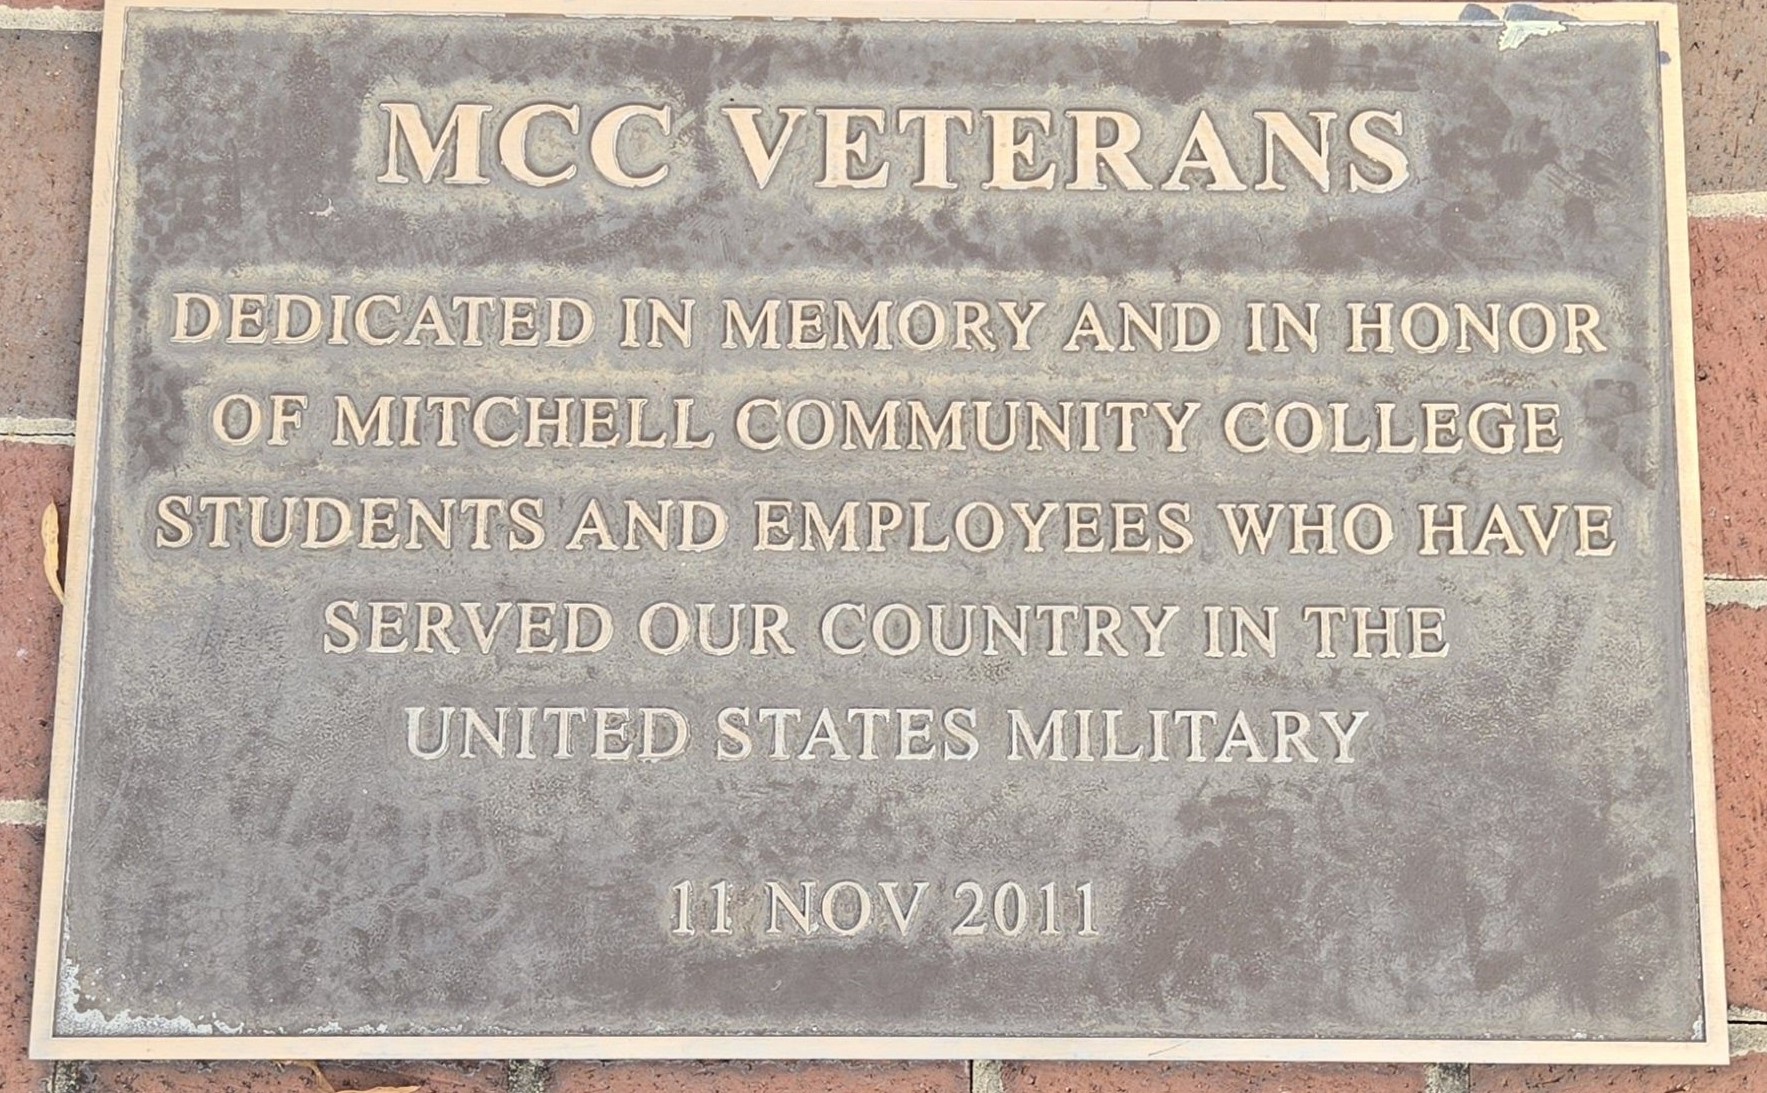 MCC VETERANS
DEDICATED IN MEMORY AND IN HONOR
OF MITCHELL COMMUNITY COLLEGE
STUDENTS AND EMPLOYEES WHO HAVE
SERVED OUR COUNTRY IN THE
UNITED STATES MILITARY
11 NOV 2011